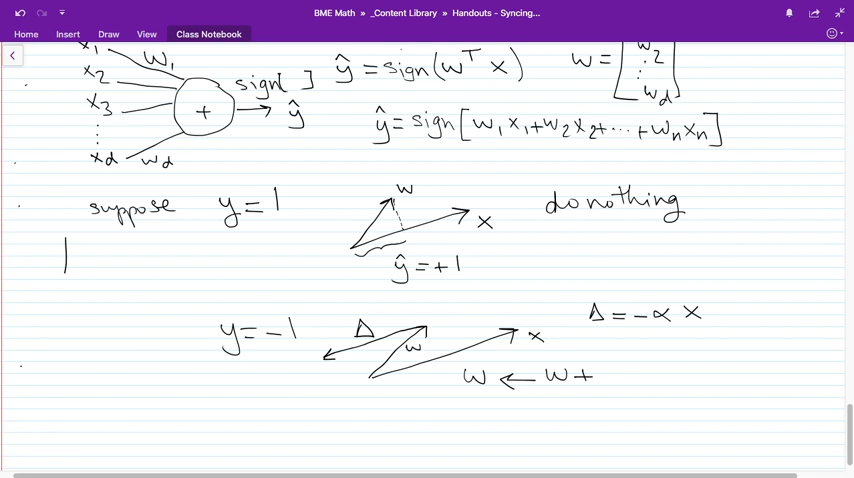 BME Math » _Content Library » Handouts - Syncing...
Home Insert Draw View Class Notebook
x1 w1
x2 sign[ ] ŷ = sign(wᵀ x) w = [w2 ⋮ wd]
x3 + ŷ
⋮ ŷ = sign[w1x1+w2x2+⋯+wnxn]
xd wd
suppose y = 1 w x do nothing
ŷ = +1
y = -1 Δ w x Δ = -α x
w ← w +